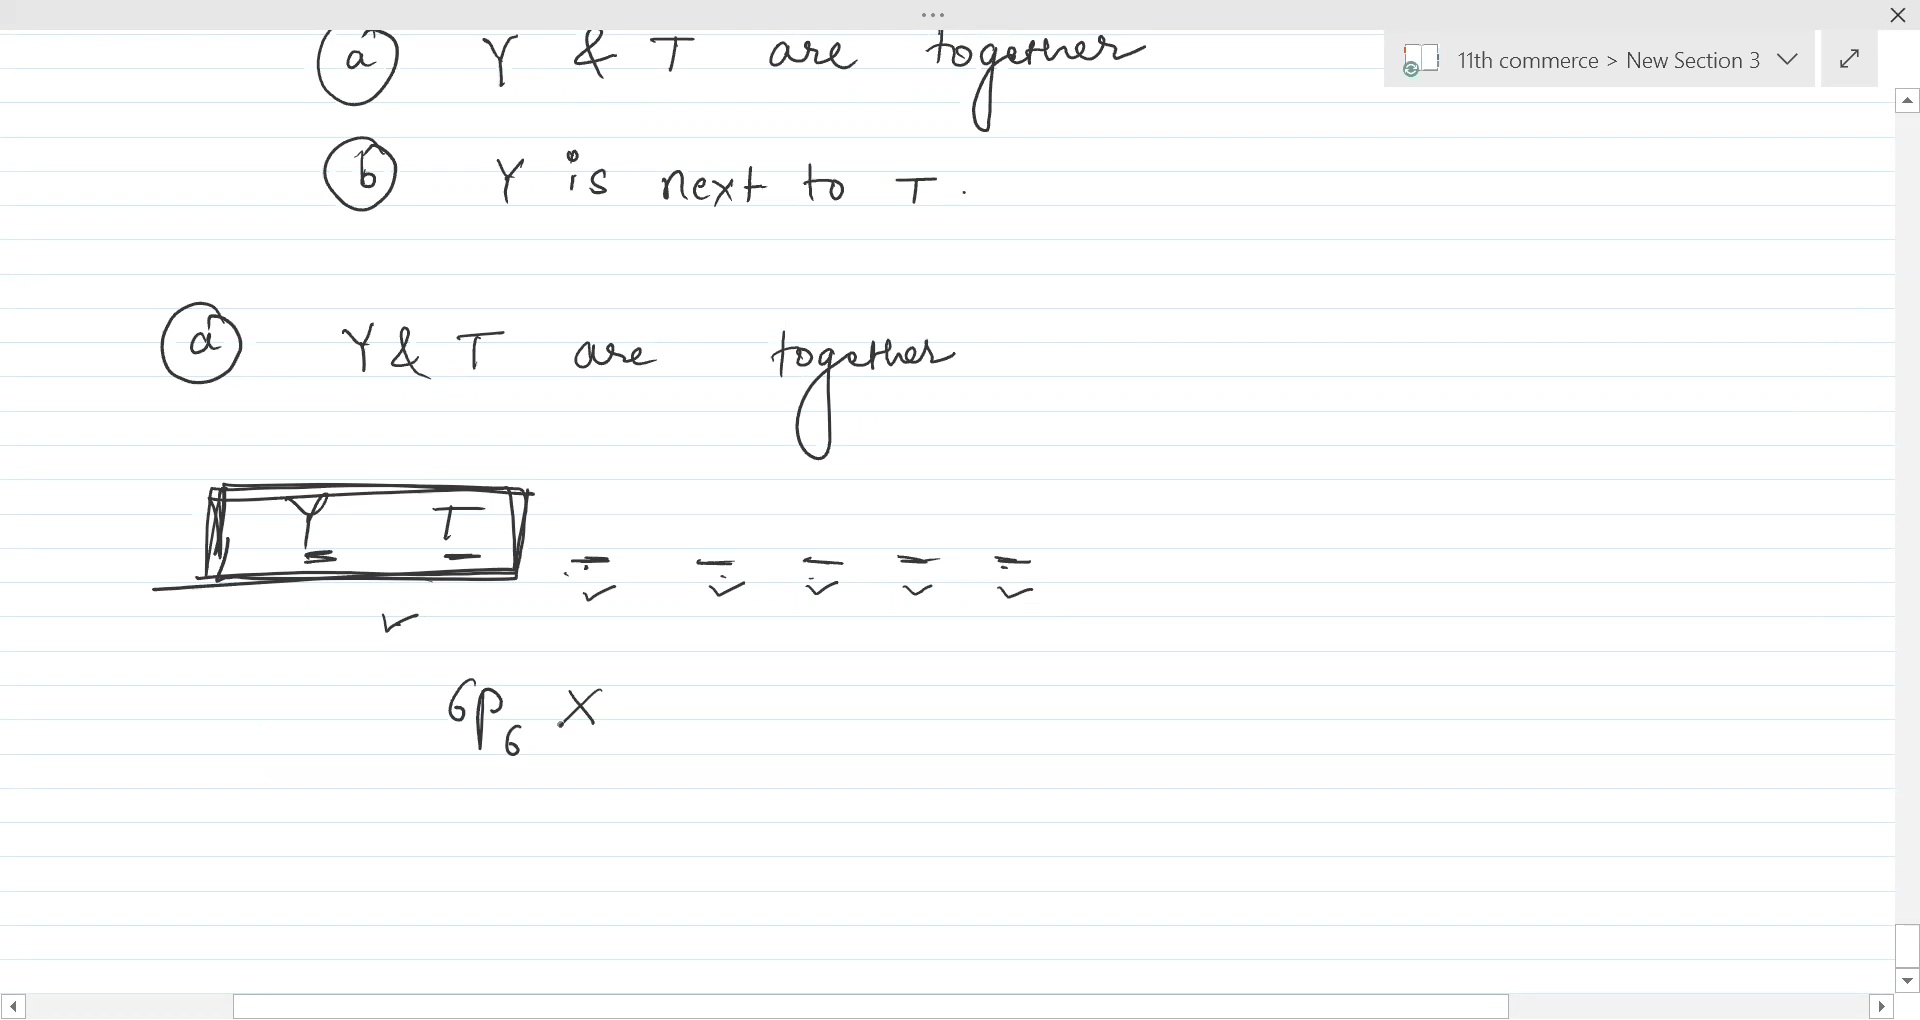 (a) Y & T are together
11th commerce > New Section 3
(b) Y is next to T.
(a) Y & T are together
Y T
6P6 ×